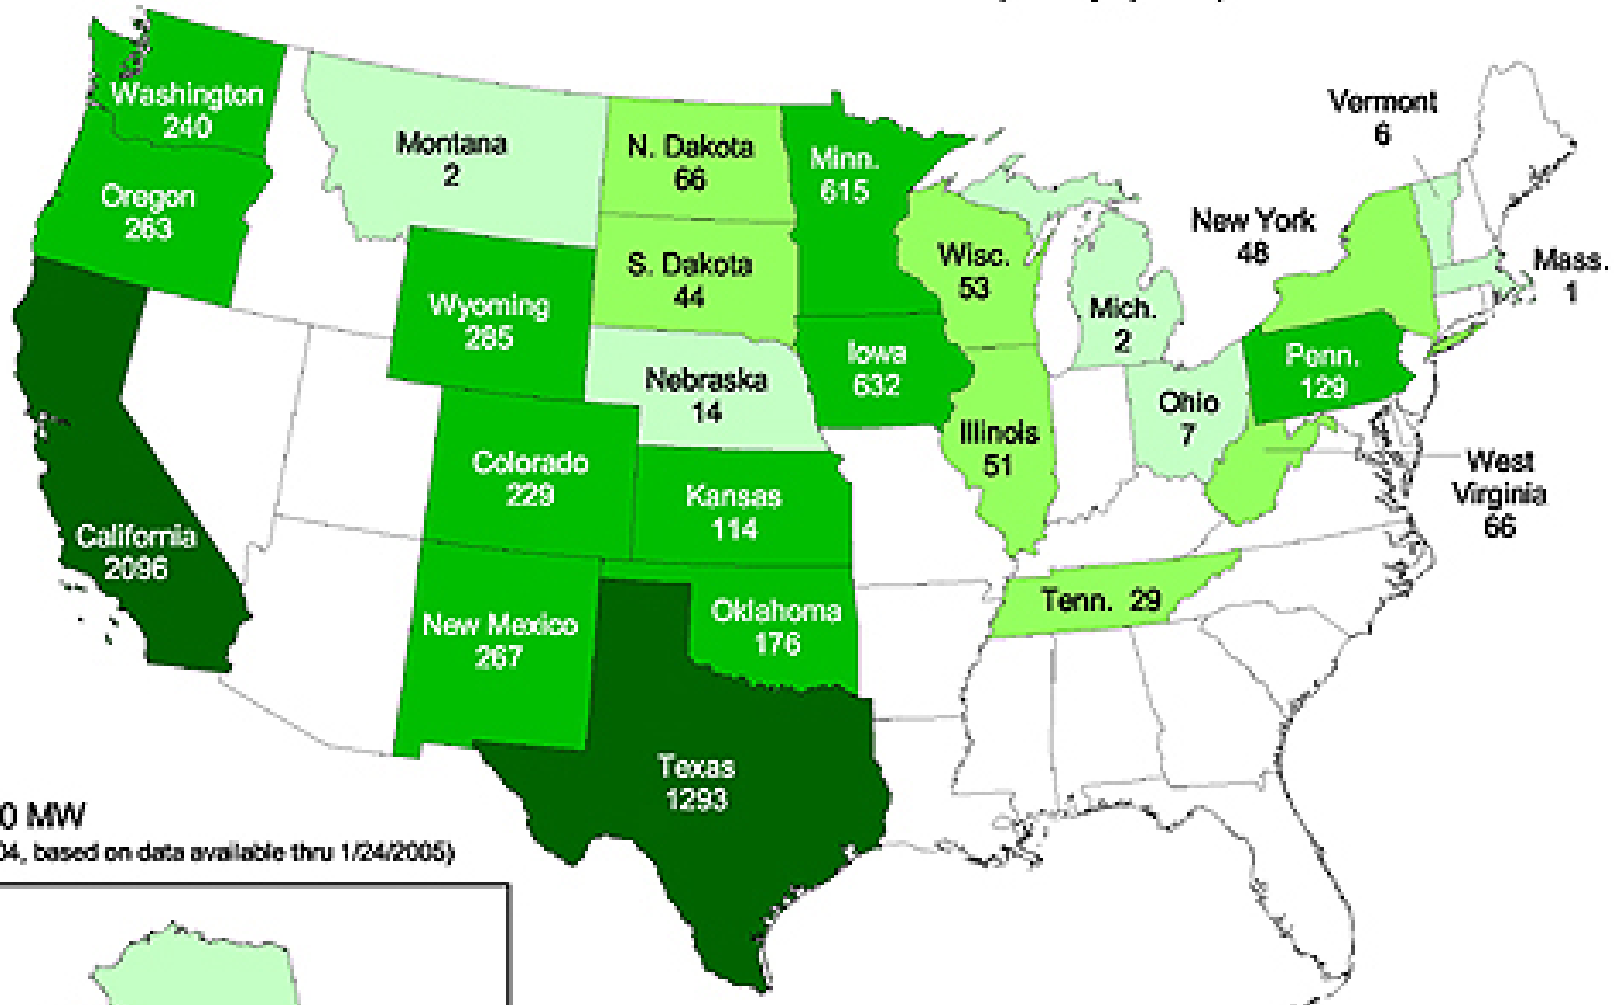 Washington
240
Oregon
263
California
2096
Montana
2
Wyoming
285
Colorado
229
New Mexico
267
N. Dakota
66
S. Dakota
44
Nebraska
14
Kansas
114
Oklahoma
176
Texas
1293
Minn.
615
Iowa
632
Wisc.
53
Illinois
51
Mich.
2
Ohio
7
Tenn. 29
Vermont
6
New York
48
Mass.
1
Penn.
129
West
Virginia
66
0 MW
04, based on data available thru 1/24/2005)